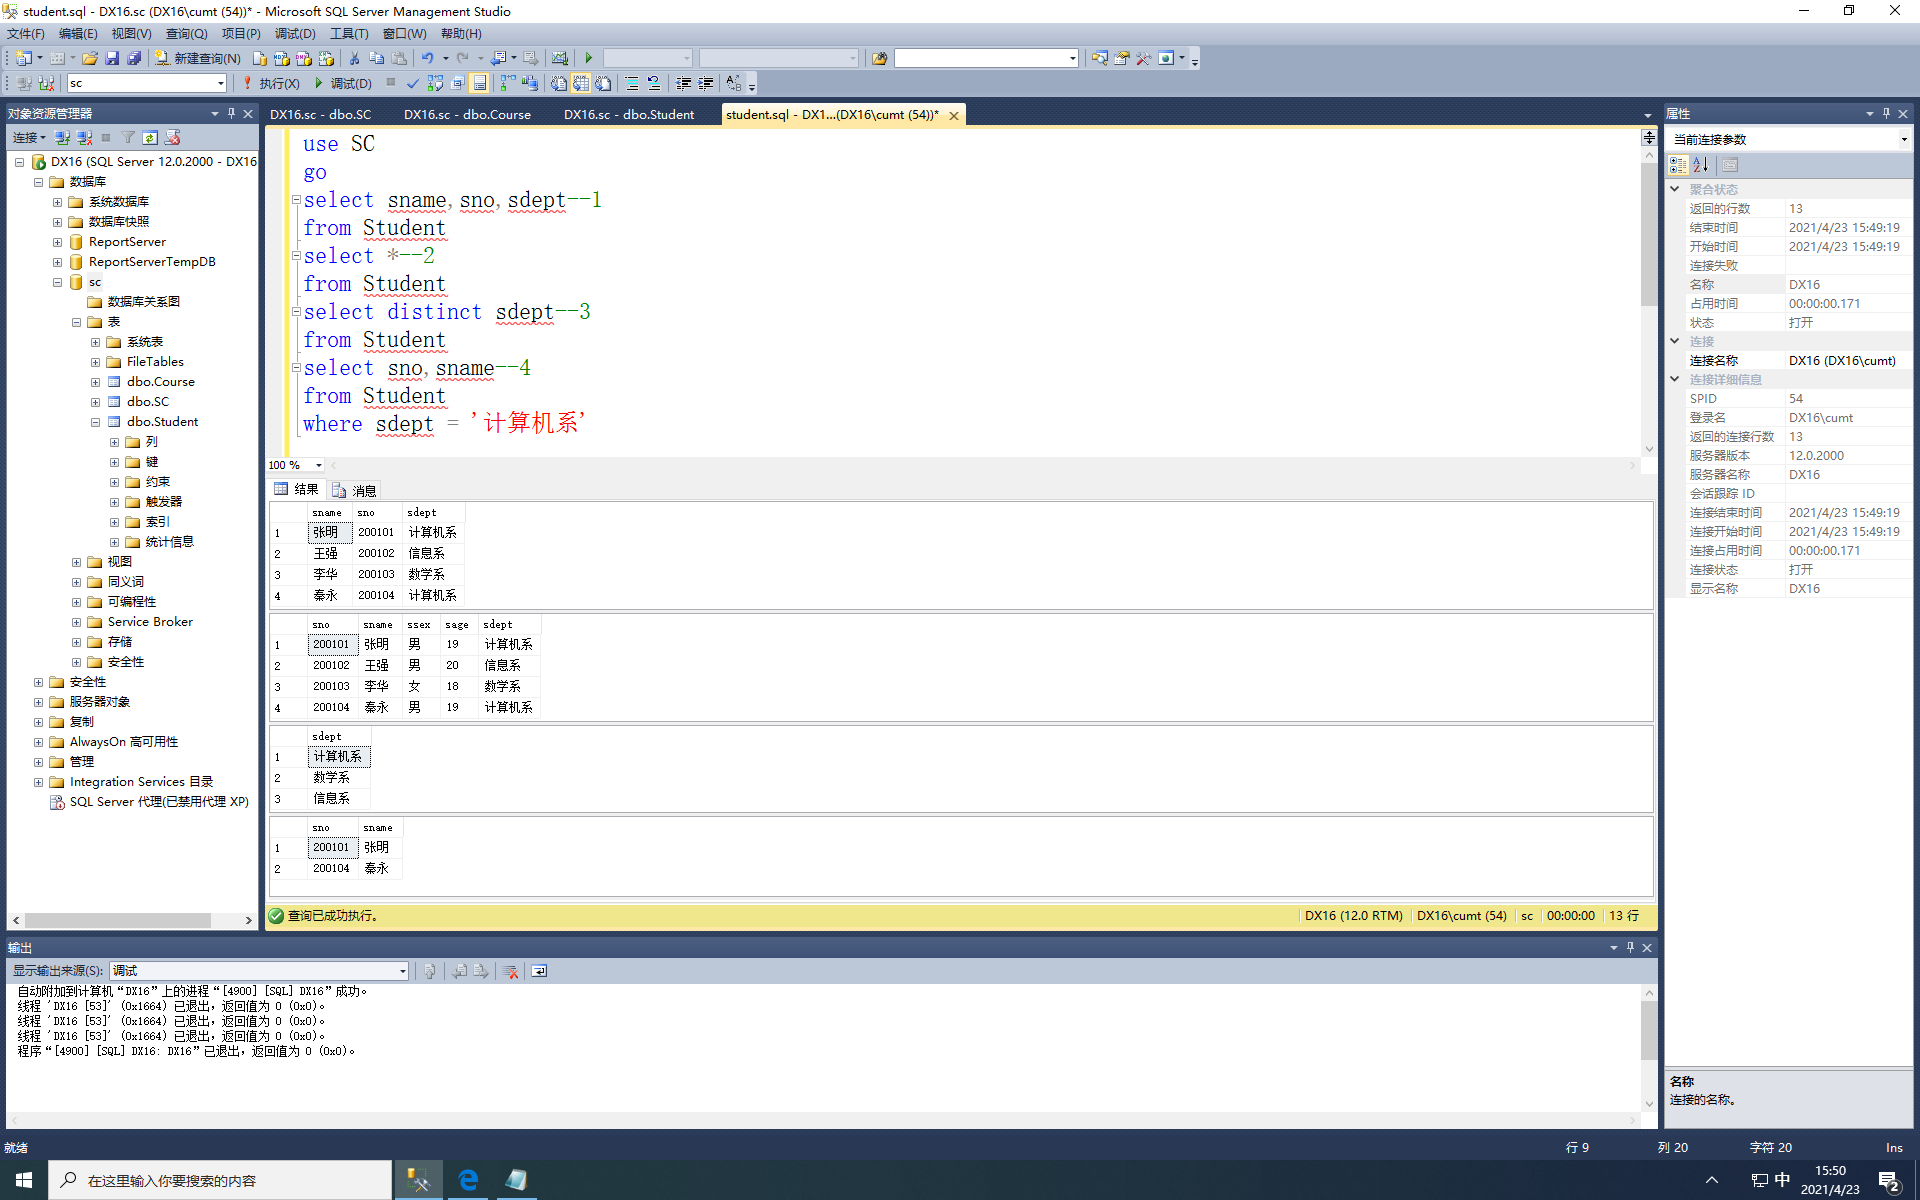 student.sql - DX16.sc (DX16\cumt (54))* - Microsoft SQL Server Management Studio
文件(F) 编辑(E) 视图(V) 查询(Q) 项目(P) 调试(D) 工具(T) 窗口(W) 帮助(H)
新建查询(N)
sc 执行(X) 调试(D)
对象资源管理器
连接
DX16 (SQL Server 12.0.2000 - DX16
数据库
系统数据库
数据库快照
ReportServer
ReportServerTempDB
sc
数据库关系图
表
系统表
FileTables
dbo.Course
dbo.SC
dbo.Student
列
键
约束
触发器
索引
统计信息
视图
同义词
可编程性
Service Broker
存储
安全性
安全性
服务器对象
复制
AlwaysOn 高可用性
管理
Integration Services 目录
SQL Server 代理(已禁用代理 XP)
DX16.sc - dbo.SC DX16.sc - dbo.Course DX16.sc - dbo.Student student.sql - DX1...(DX16\cumt (54))*
use SC
go
select sname,sno,sdept--1
from Student
select *--2
from Student
select distinct sdept--3
from Student
select sno,sname--4
from Student
where sdept = '计算机系'
100 %
结果 消息
sname sno sdept
1 张明 200101 计算机系
2 王强 200102 信息系
3 李华 200103 数学系
4 秦永 200104 计算机系
sno sname ssex sage sdept
1 200101 张明 男 19 计算机系
2 200102 王强 男 20 信息系
3 200103 李华 女 18 数学系
4 200104 秦永 男 19 计算机系
sdept
1 计算机系
2 数学系
3 信息系
sno sname
1 200101 张明
2 200104 秦永
查询已成功执行。 DX16 (12.0 RTM) DX16\cumt (54) sc 00:00:00 13 行
属性
当前连接参数
聚合状态
返回的行数 13
结束时间 2021/4/23 15:49:19
开始时间 2021/4/23 15:49:19
连接失败
名称 DX16
占用时间 00:00:00.171
状态 打开
连接
连接名称 DX16 (DX16\cumt)
连接详细信息
SPID 54
登录名 DX16\cumt
返回的连接行数 13
服务器版本 12.0.2000
服务器名称 DX16
会话跟踪 ID
连接结束时间 2021/4/23 15:49:19
连接开始时间 2021/4/23 15:49:19
连接占用时间 00:00:00.171
连接状态 打开
显示名称 DX16
名称
连接的名称。
输出
显示输出来源(S): 调试
自动附加到计算机“DX16”上的进程“[4900] [SQL] DX16”成功。
线程 'DX16 [53]' (0x1664) 已退出，返回值为 0 (0x0)。
线程 'DX16 [53]' (0x1664) 已退出，返回值为 0 (0x0)。
线程 'DX16 [53]' (0x1664) 已退出，返回值为 0 (0x0)。
程序“[4900] [SQL] DX16: DX16”已退出，返回值为 0 (0x0)。
就绪 行 9 列 20 字符 20 Ins
在这里输入你要搜索的内容
中
15:50
2021/4/23
2